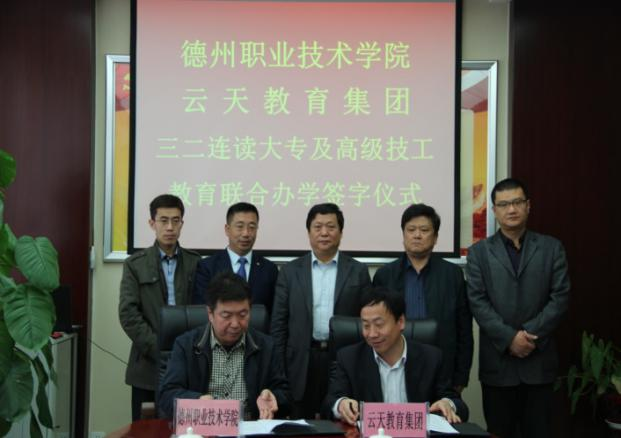 德州职业技术学院
云天教育集团
三二连读大专及高级技工
教育联合办学签字仪式
德州职业技术学院
云天教育集团